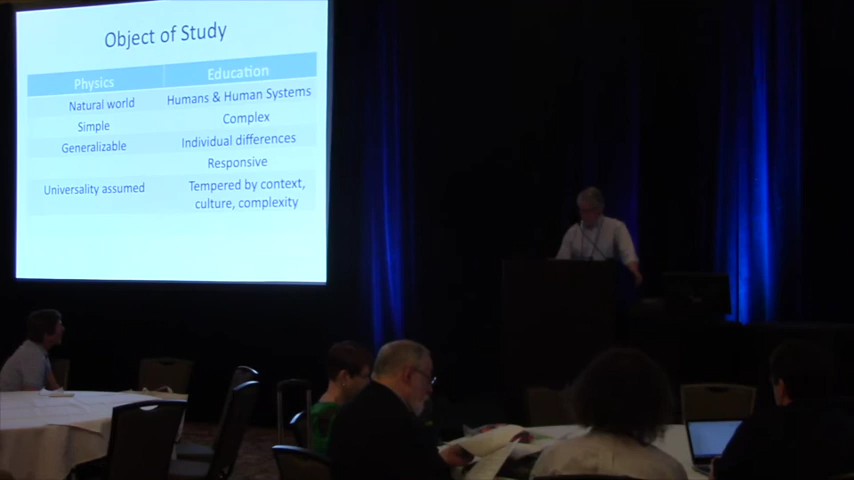 Object of Study
Physics Education
Natural world Humans & Human Systems
Simple Complex
Generalizable Individual differences
Responsive
Universality assumed Tempered by context,
culture, complexity